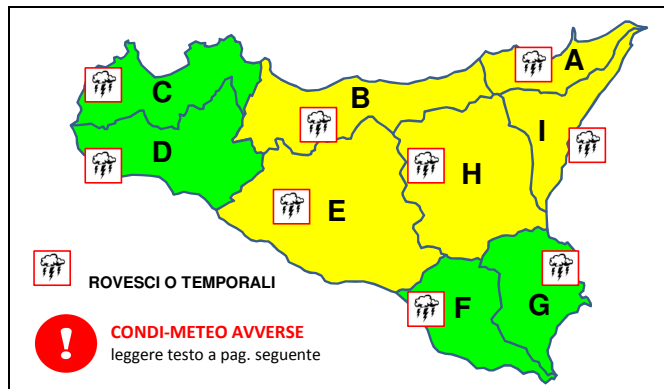 A
B
C
I
D
H
E
ROVESCI O TEMPORALI
F
G
!
CONDI-METEO AVVERSE
leggere testo a pag. seguente